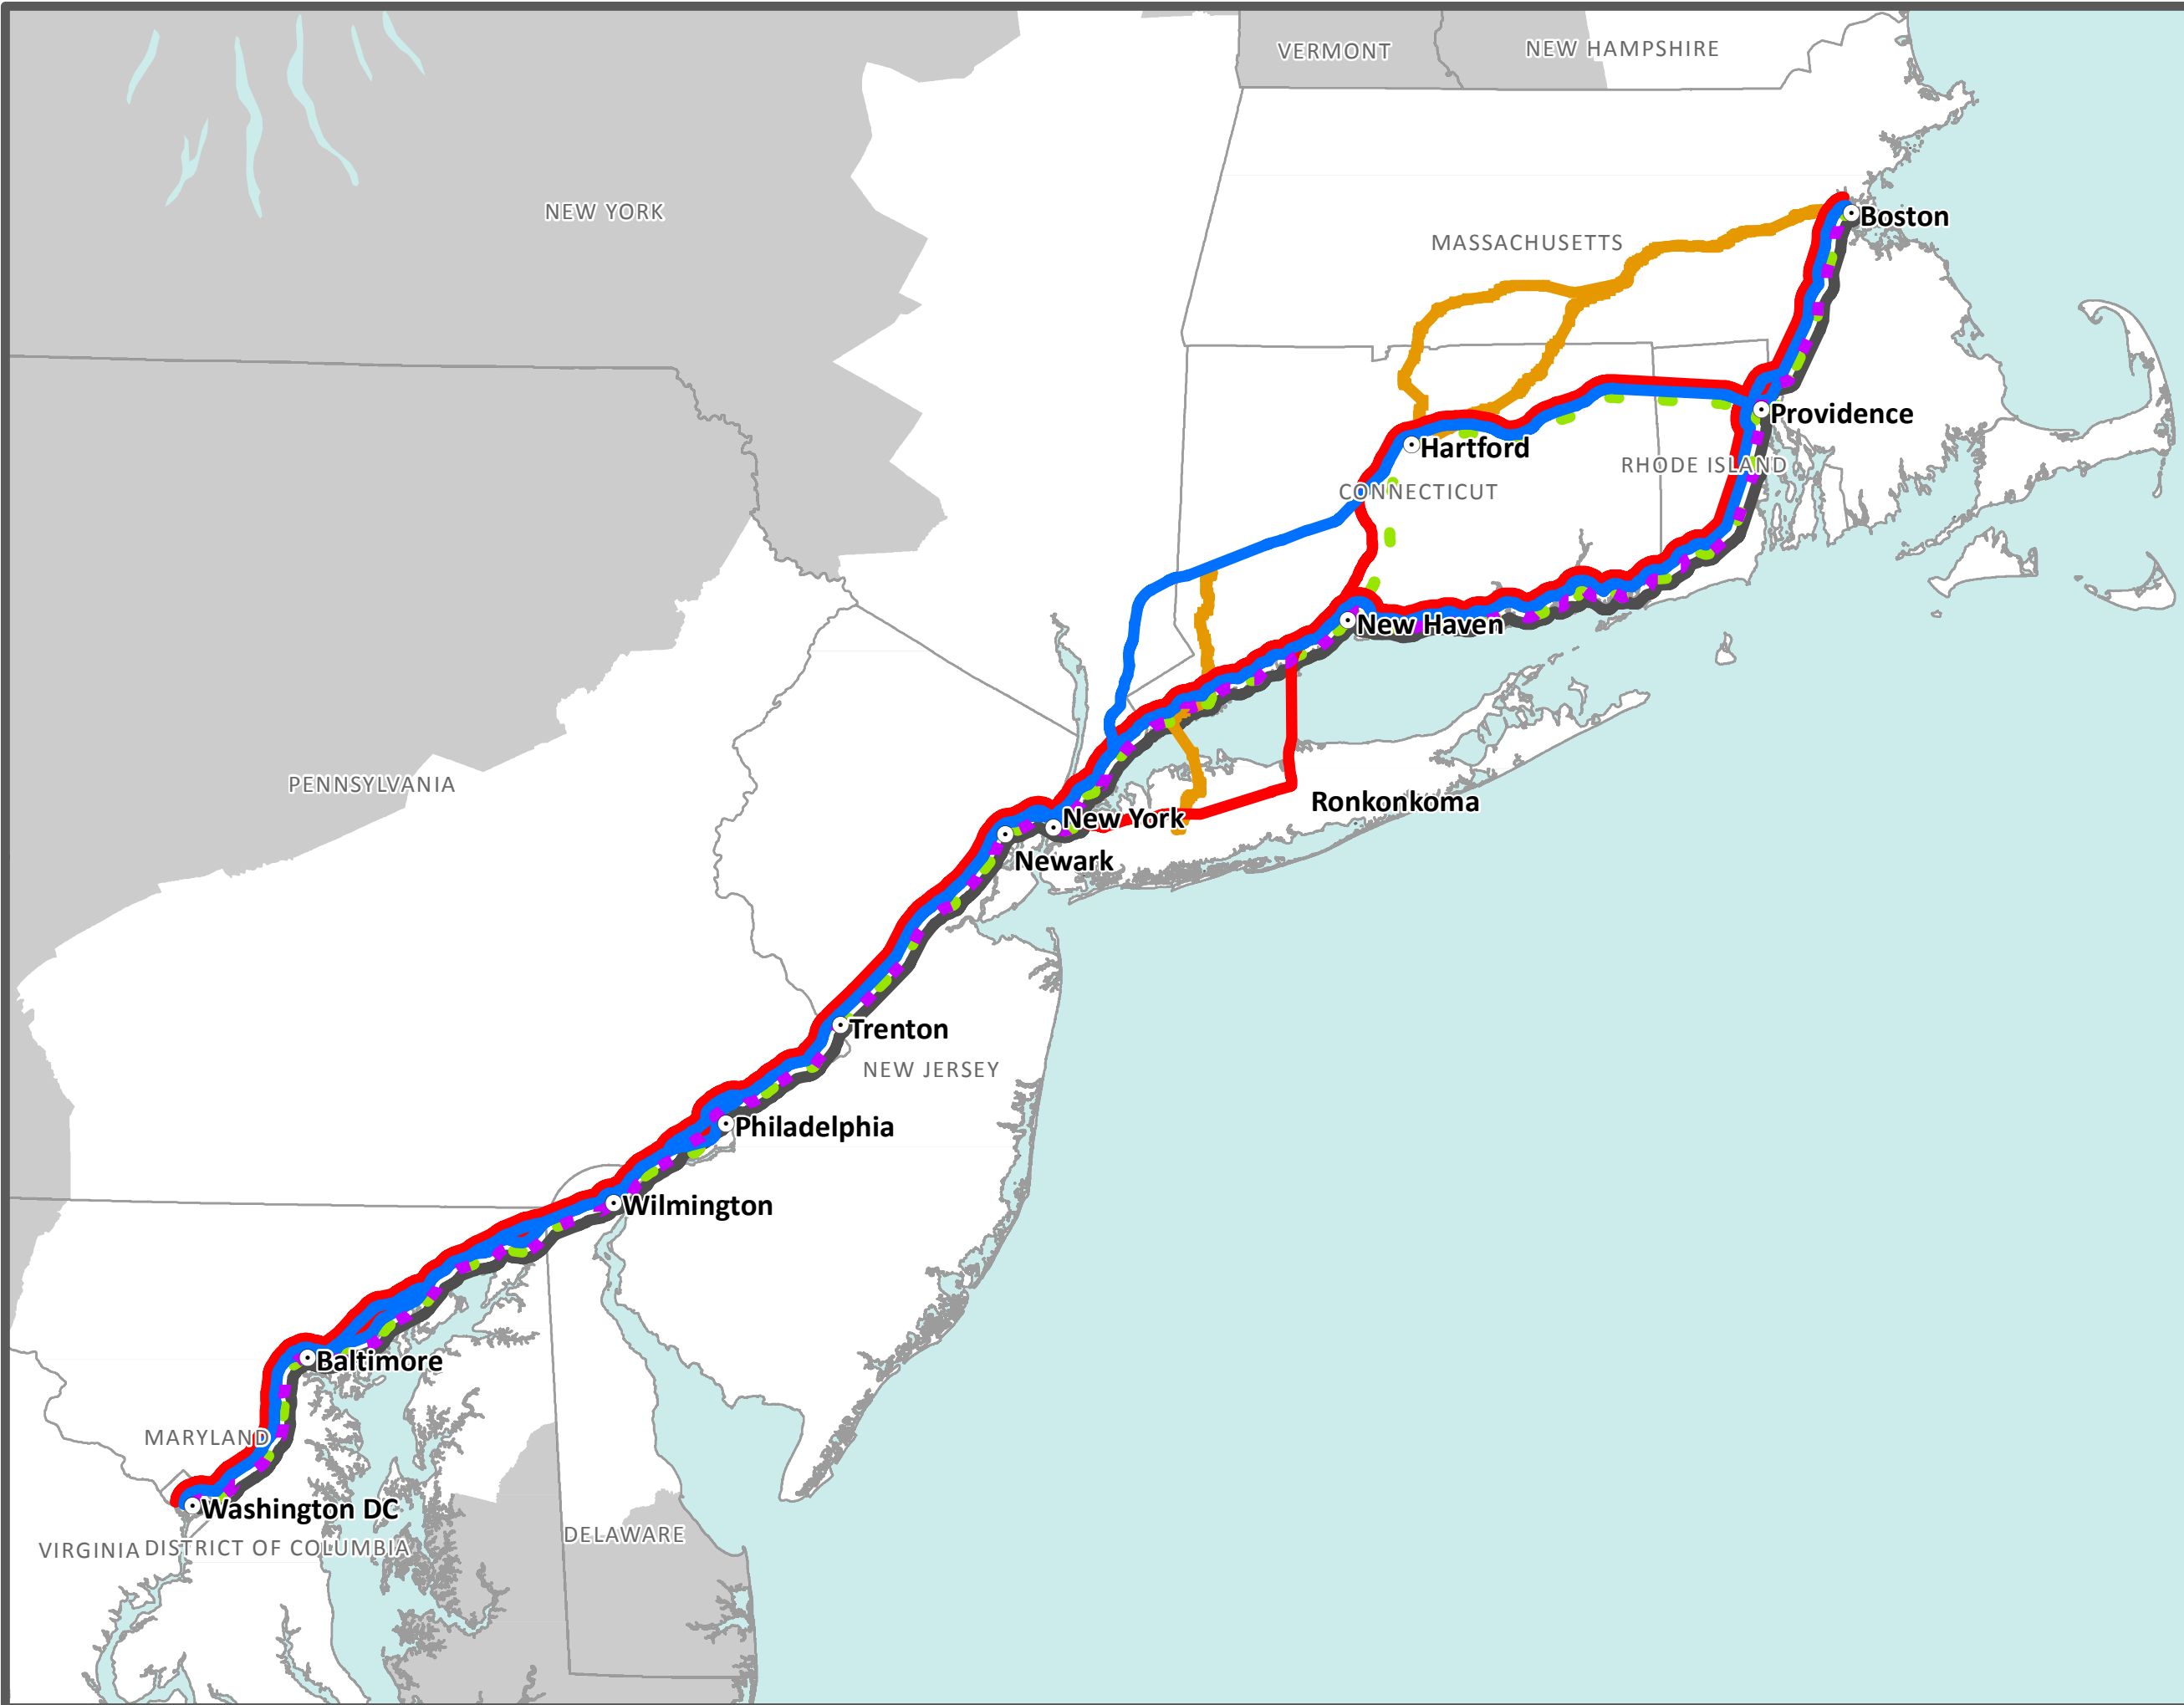 VERMONT
NEW HAMPSHIRE
NEW YORK
Boston
MASSACHUSETTS
Providence
Hartford
RHODE ISLAND
CONNECTICUT
New Haven
PENNSYLVANIA
Ronkonkoma
New York
Newark
Trenton
NEW JERSEY
Philadelphia
Wilmington
Baltimore
MARYLAND
Washington DC
DELAWARE
VIRGINIA
DISTRICT OF COLUMBIA